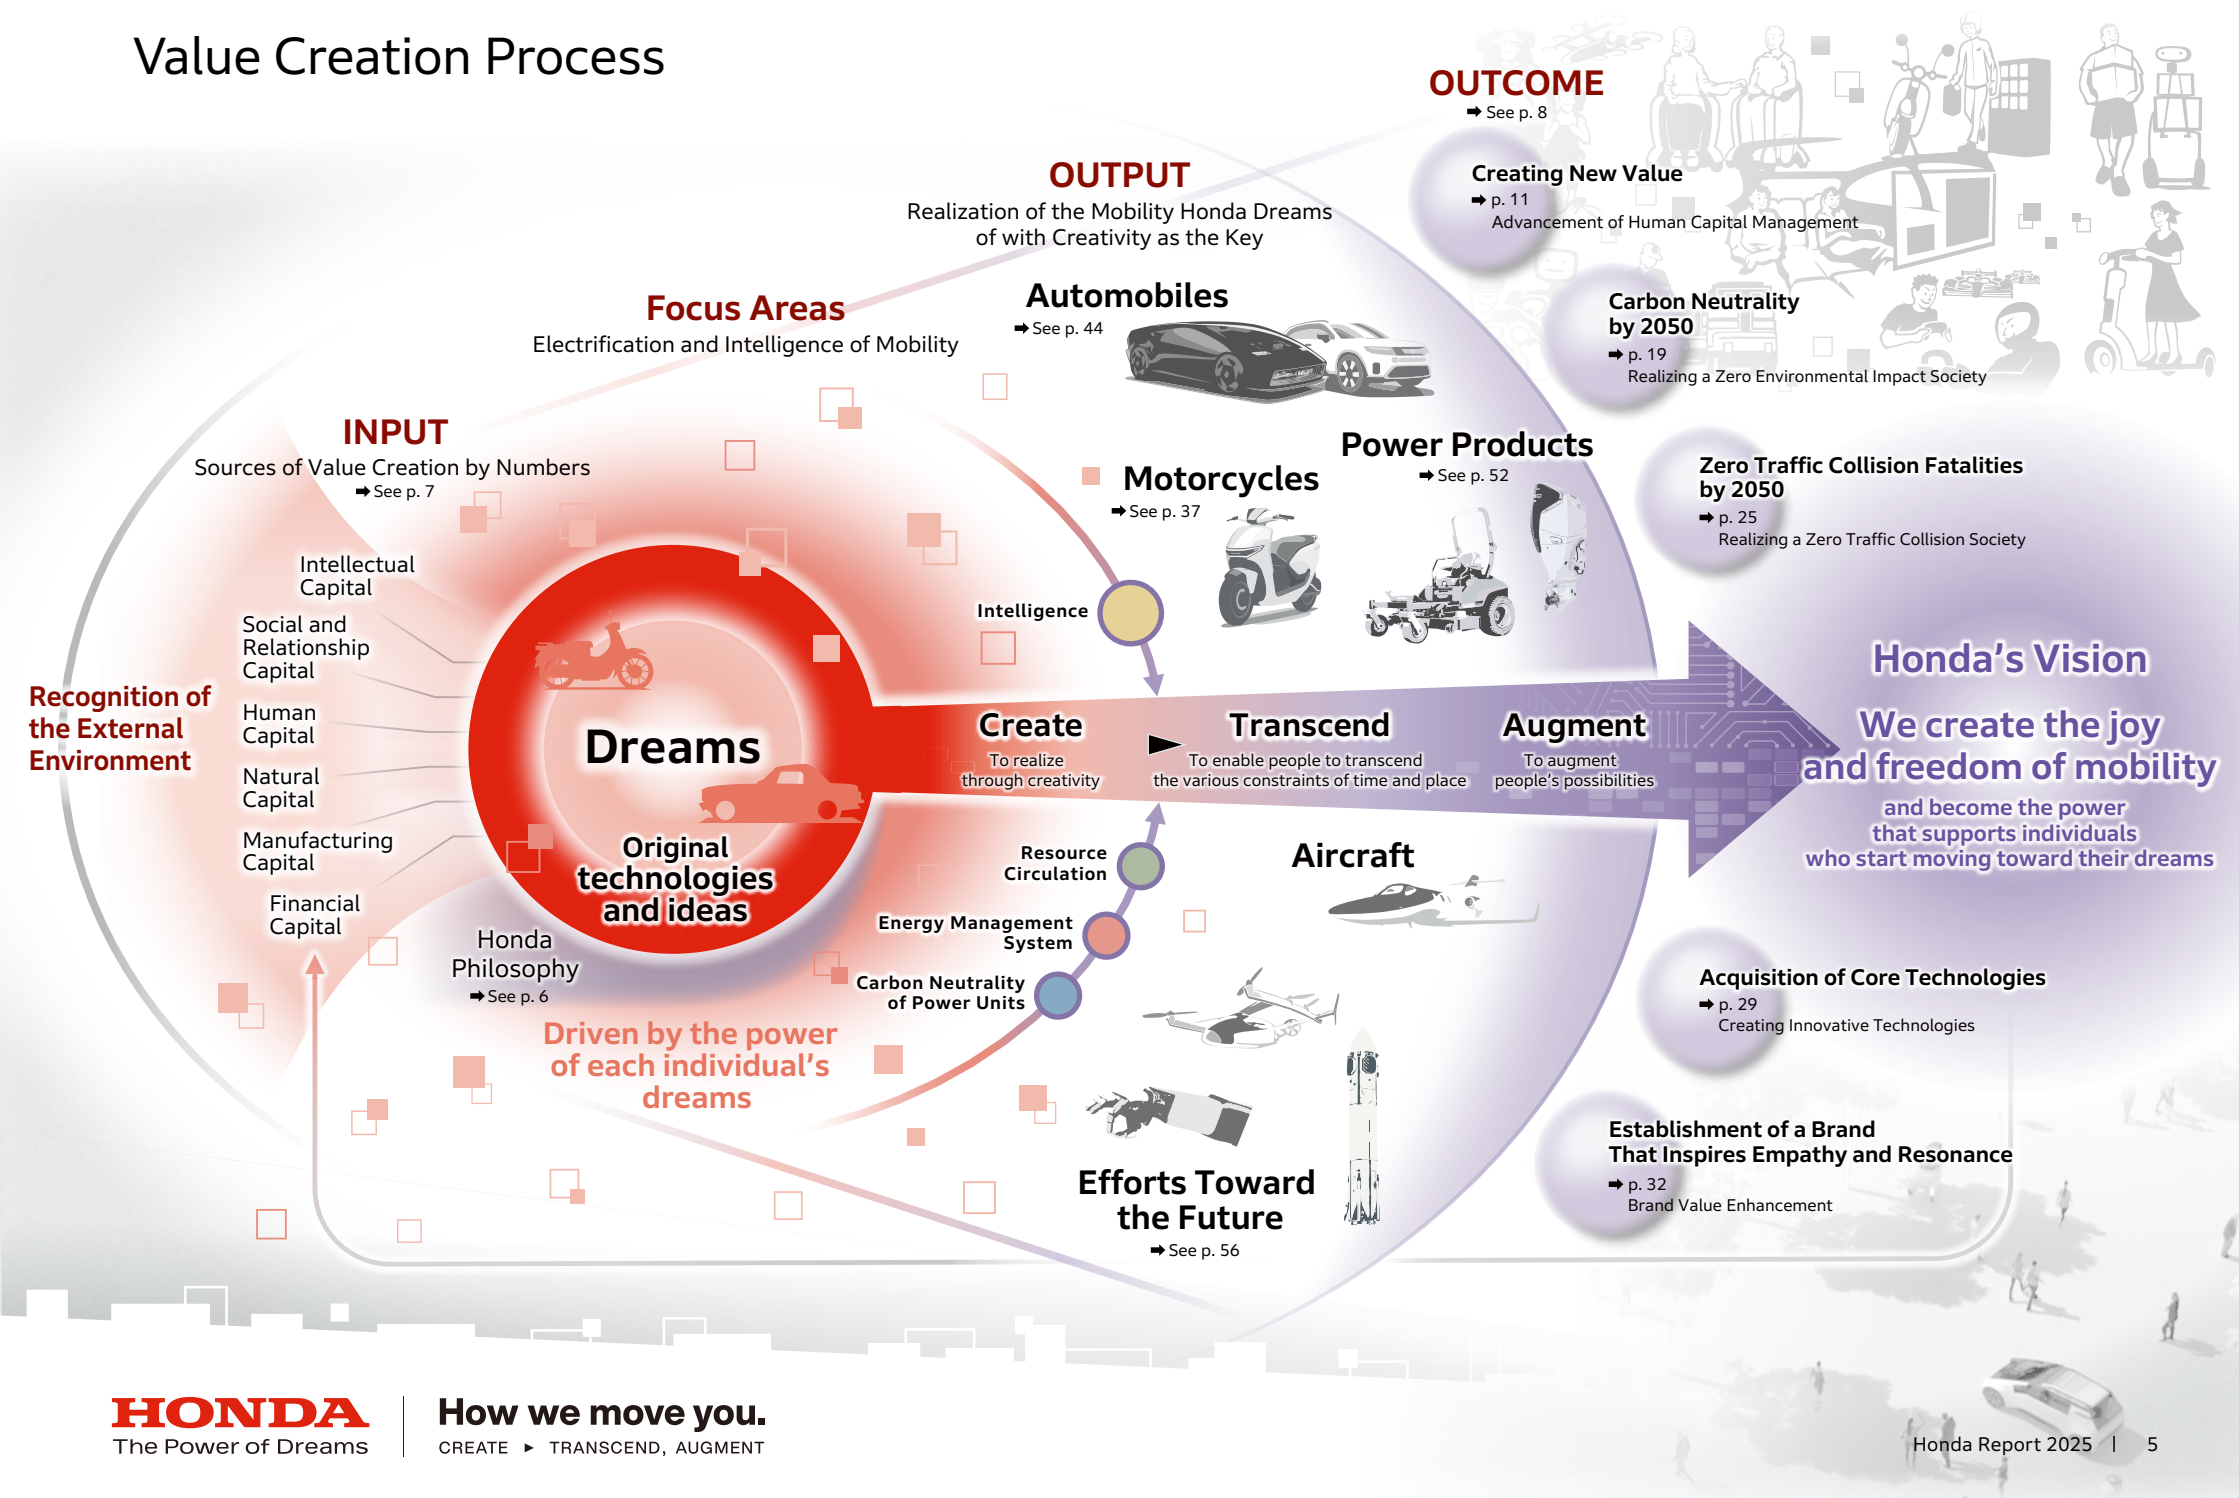 Value Creation Process
OUTCOME
➡ See p. 8
Creating New Value
➡ p. 11
Advancement of Human Capital Management
Carbon Neutrality
by 2050
➡ p. 19
Realizing a Zero Environmental Impact Society
Zero Traffic Collision Fatalities
by 2050
➡ p. 25
Realizing a Zero Traffic Collision Society
OUTPUT
Realization of the Mobility Honda Dreams
of with Creativity as the Key
Automobiles
➡ See p. 44
Power Products
➡ See p. 52
Motorcycles
➡ See p. 37
Focus Areas
Electrification and Intelligence of Mobility
INPUT
Sources of Value Creation by Numbers
➡ See p. 7
Intellectual
Capital
Social and
Relationship
Capital
Human
Capital
Natural
Capital
Manufacturing
Capital
Financial
Capital
Recognition of
the External
Environment
Dreams
Original
technologies
and ideas
Honda
Philosophy
➡ See p. 6
Driven by the power
of each individual's
dreams
Intelligence
Create
To realize
through creativity
▶
Transcend
To enable people to transcend
the various constraints of time and place
Augment
To augment
people's possibilities
Resource
Circulation
Energy Management
System
Carbon Neutrality
of Power Units
Aircraft
Efforts Toward
the Future
➡ See p. 56
Honda's Vision
We create the joy
and freedom of mobility
and become the power
that supports individuals
who start moving toward their dreams
Acquisition of Core Technologies
➡ p. 29
Creating Innovative Technologies
Establishment of a Brand
That Inspires Empathy and Resonance
➡ p. 32
Brand Value Enhancement
HONDA
The Power of Dreams
How we move you.
CREATE ▶ TRANSCEND, AUGMENT
Honda Report 2025 | 5